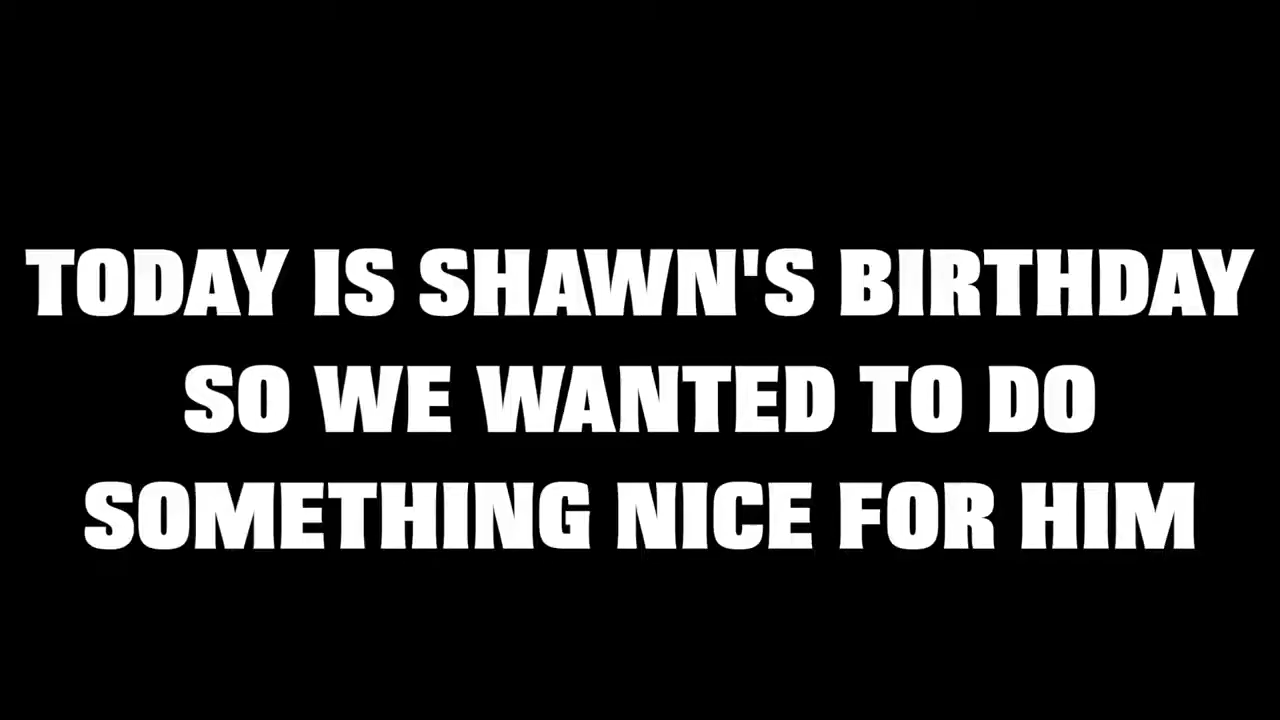 TODAY IS SHAWN'S BIRTHDAY
SO WE WANTED TO DO
SOMETHING NICE FOR HIM